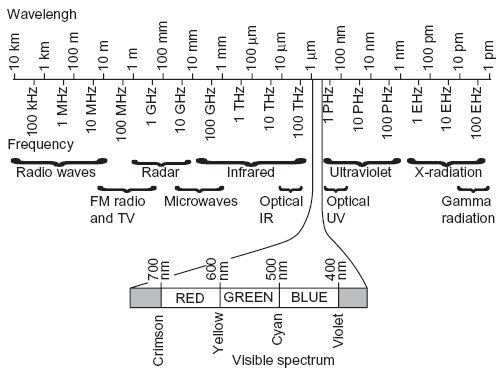 Wavelengh
10 km
1 km
100 m
10 m
1 m
100 mm
10 mm
1 mm
100 μm
10 μm
1 μm
100 nm
10 nm
1 nm
100 pm
10 pm
1 pm
100 kHz
1 MHz
10 MHz
100 MHz
1 GHz
10 GHz
100 GHz
1 THz
10 THz
100 THz
1 PHz
10 PHz
100 PHz
1 EHz
10 EHz
100 EHz
Frequency
Radio waves
Radar
Infrared
Ultraviolet
X-radiation
FM radio
and TV
Microwaves
Optical
IR
Optical
UV
Gamma
radiation
700
nm
600
nm
500
nm
400
nm
RED
GREEN
BLUE
Crimson
Yellow
Cyan
Violet
Visible spectrum